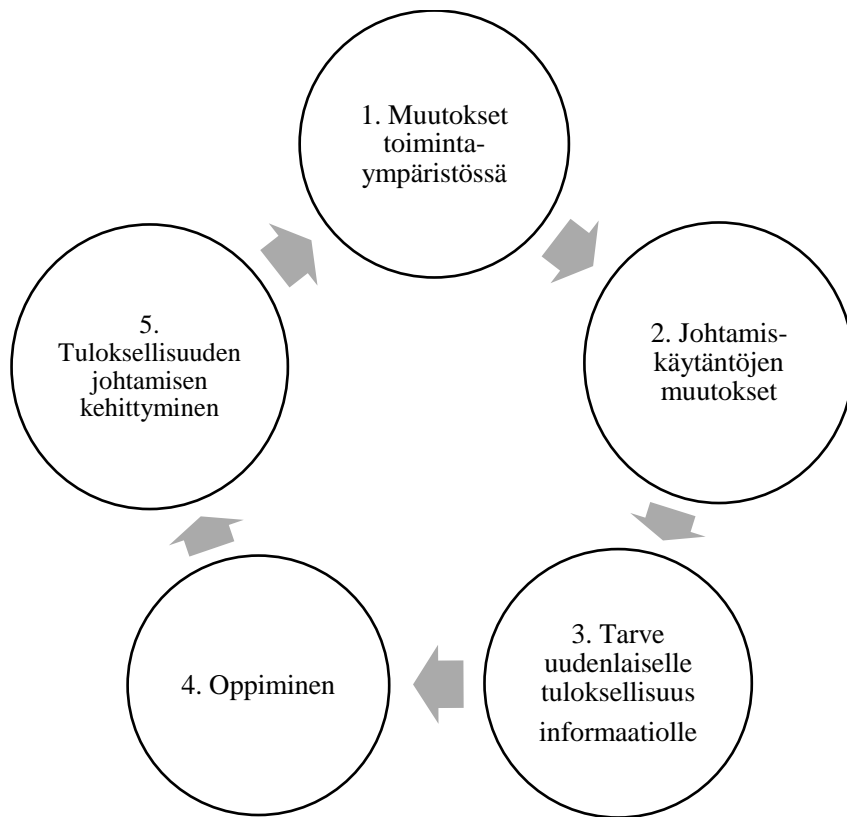 1. Muutokset
toiminta-
ympäristössä
2. Johtamis-
käytäntöjen
muutokset
3. Tarve
uudenlaiselle
tuloksellisuus
informaatiolle
4. Oppiminen
5.
Tuloksellisuuden
johtamisen
kehittyminen